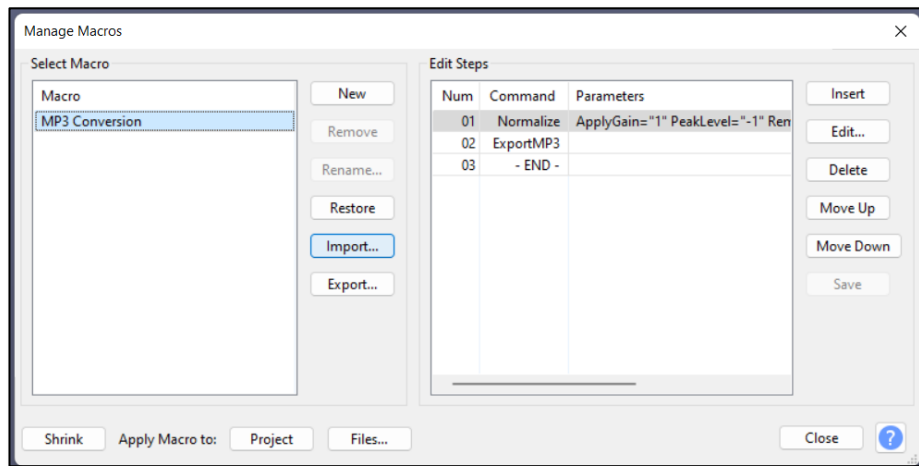 Manage Macros
Select Macro
Macro
MP3 Conversion
New
Remove
Rename...
Restore
Import...
Export...
Edit Steps
Num Command Parameters
01 Normalize ApplyGain="1" PeakLevel="-1" Ren
02 ExportMP3
03 - END -
Insert
Edit...
Delete
Move Up
Move Down
Save
Shrink Apply Macro to: Project Files... Close ?